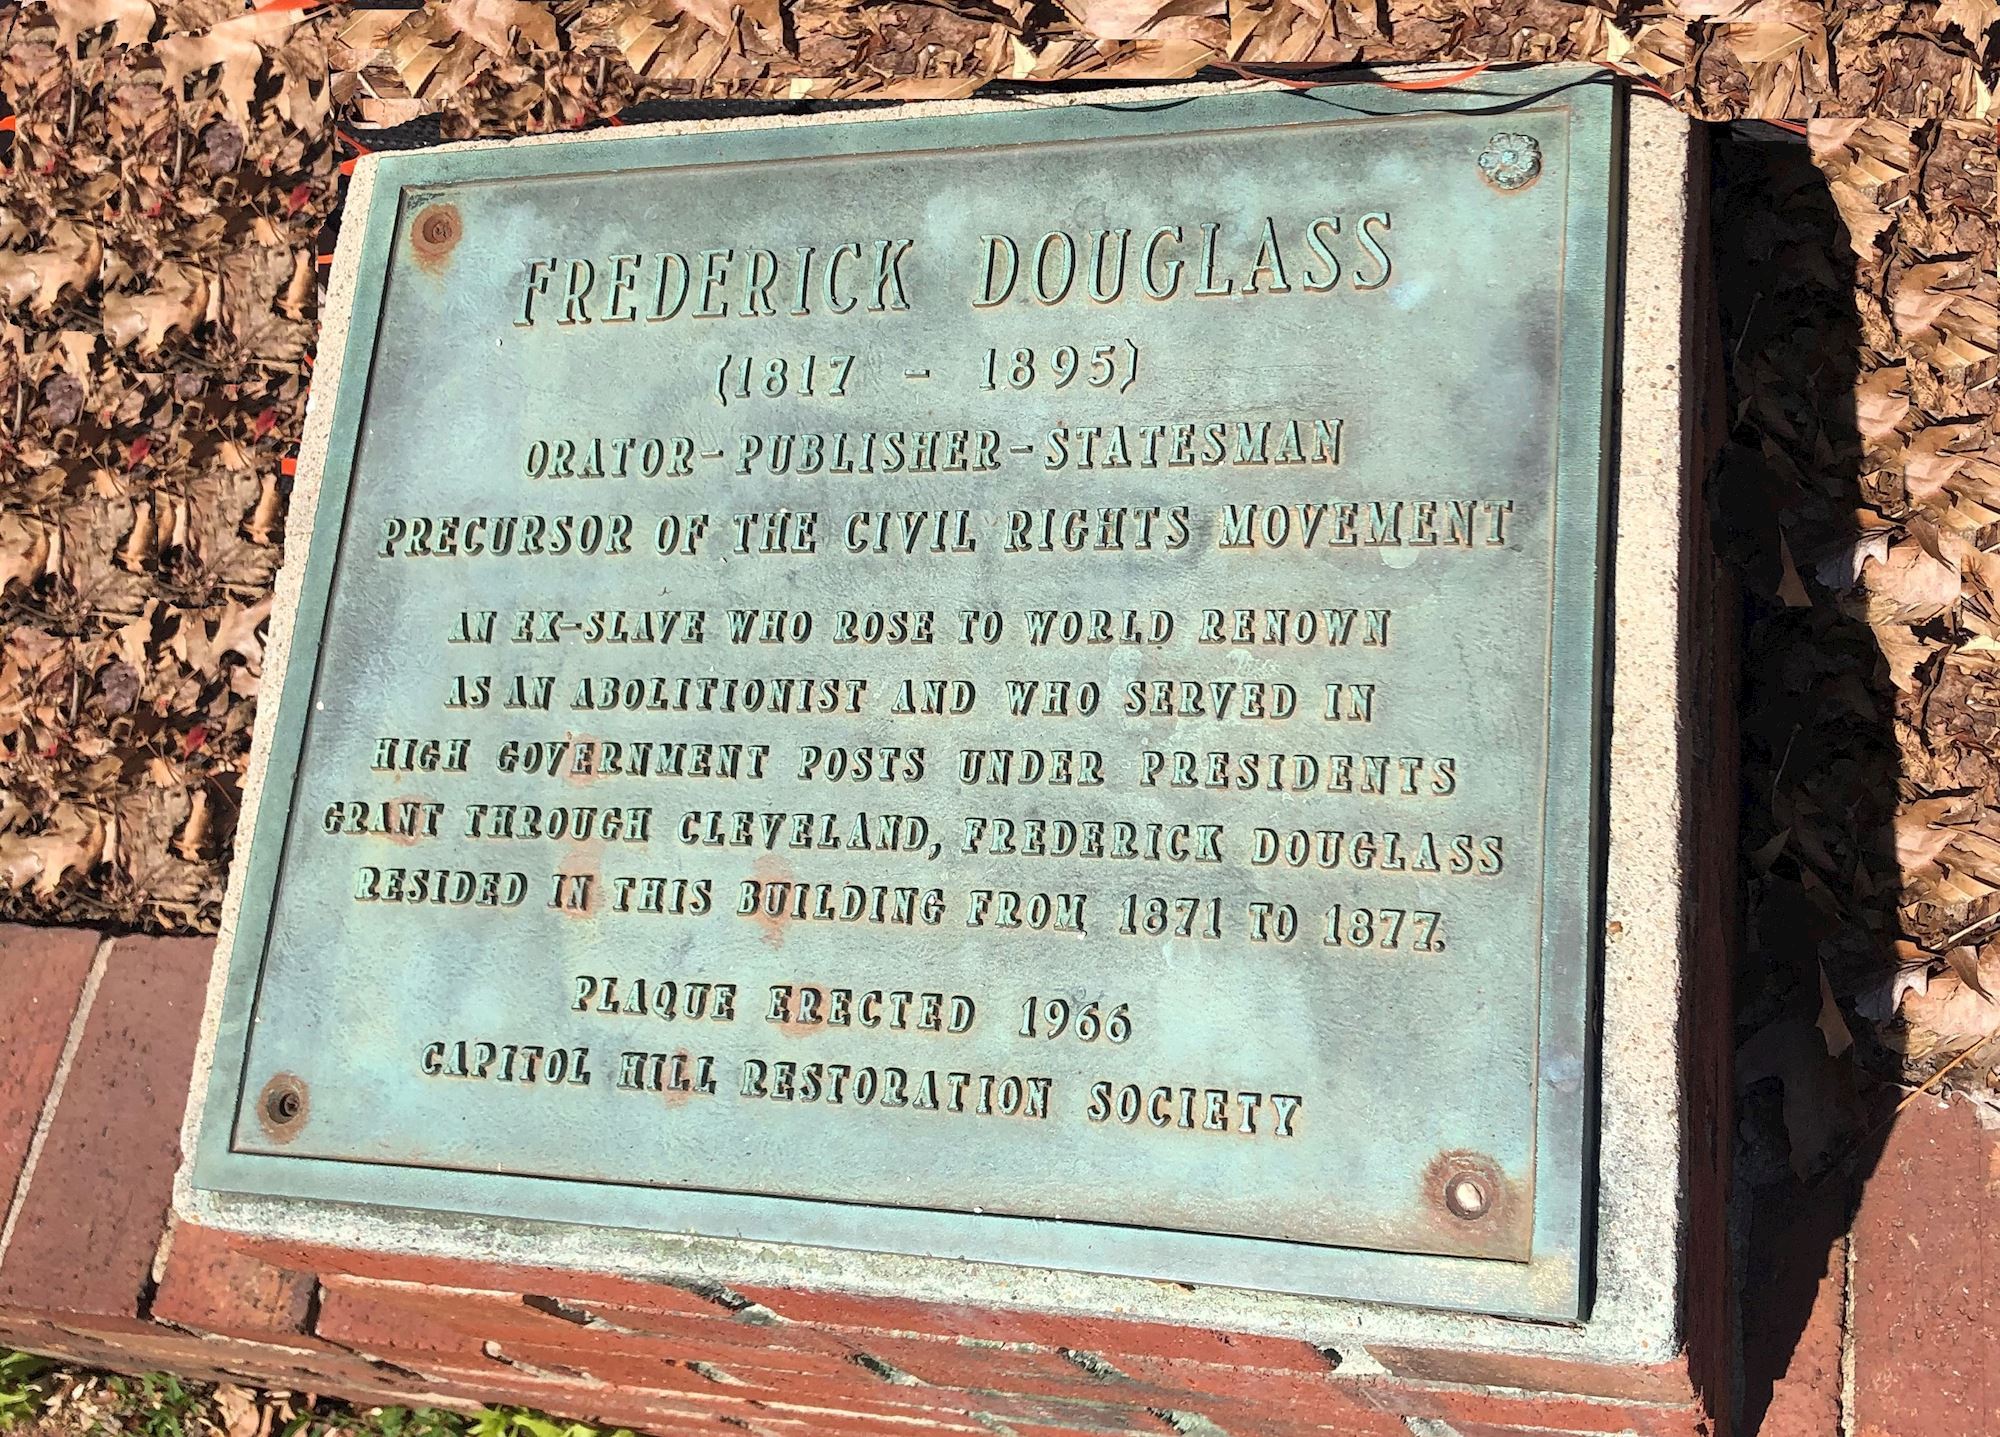 FREDERICK DOUGLASS
(1817 - 1895)
ORATOR-PUBLISHER-STATESMAN
PRECURSOR OF THE CIVIL RIGHTS MOVEMENT
AN EX-SLAVE WHO ROSE TO WORLD RENOWN
AS AN ABOLITIONIST AND WHO SERVED IN
HIGH GOVERNMENT POSTS UNDER PRESIDENTS
GRANT THROUGH CLEVELAND, FREDERICK DOUGLASS
RESIDED IN THIS BUILDING FROM 1871 TO 1877.
PLAQUE ERECTED 1966
CAPITOL HILL RESTORATION SOCIETY